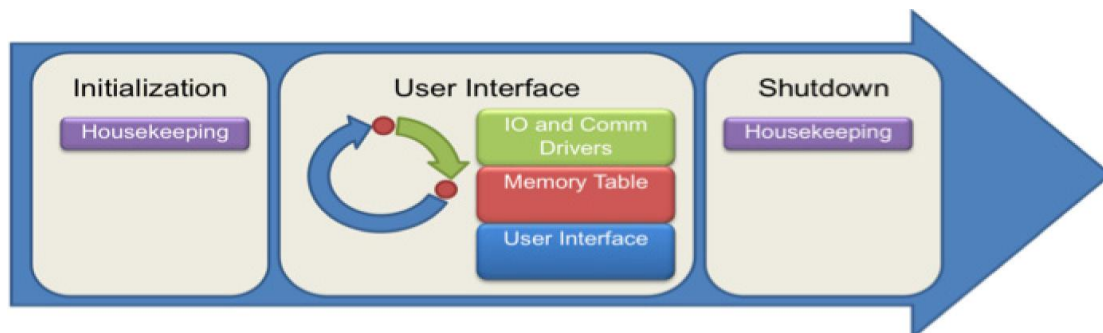 Initialization
Housekeeping
User Interface
IO and Comm
Drivers
Memory Table
User Interface
Shutdown
Housekeeping